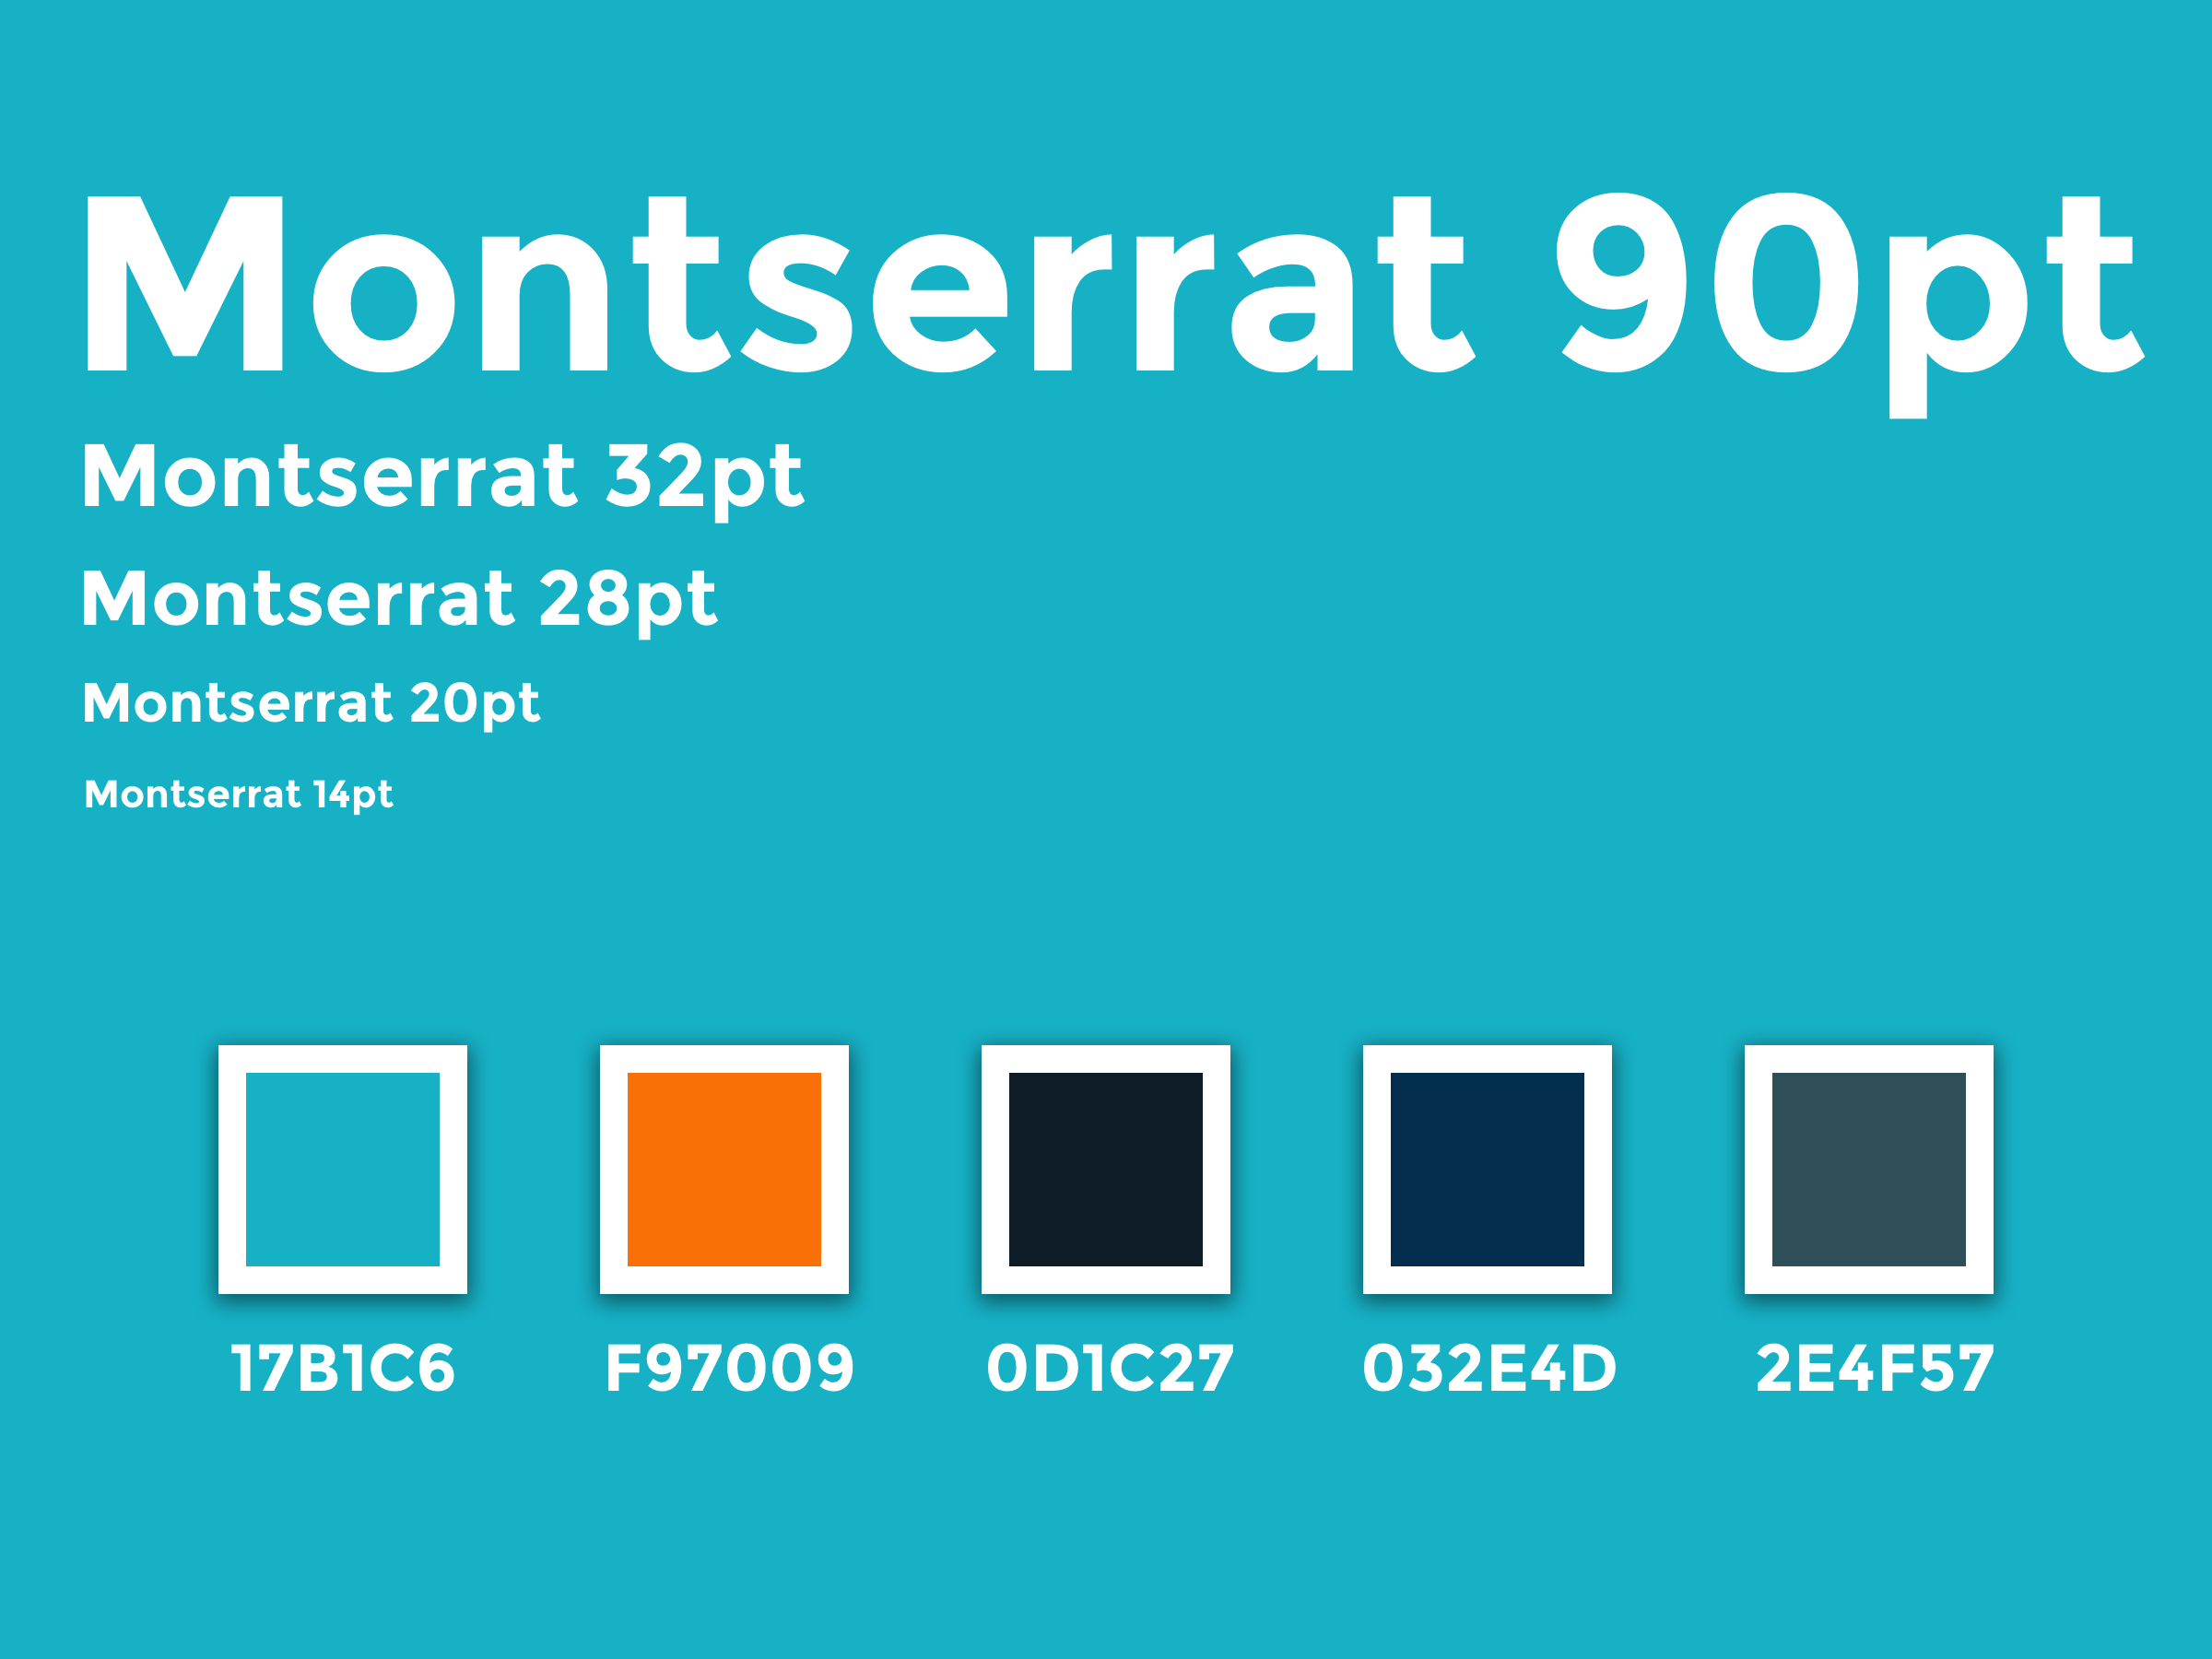 Montserrat 90pt
Montserrat 32pt
Montserrat 28pt
Montserrat 20pt
Montserrat 14pt
17B1C6 F97009 0D1C27 032E4D 2E4F57